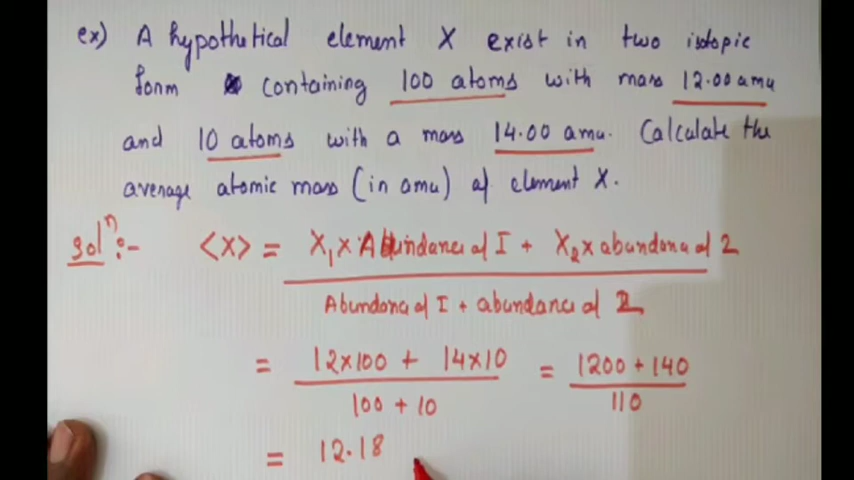 ex) A hypothetical element X exist in two isotopic
form containing 100 atoms with mass 12.00 amu
and 10 atoms with a mass 14.00 amu. Calculate the
average atomic mass (in amu) of element X.
solⁿ:- <X> = X₁ x Abundance of I + X₂ x abundance of 2
Abundance of I + abundance of 2
= 12x100 + 14x10 = 1200 + 140
100 + 10 110
= 12.18